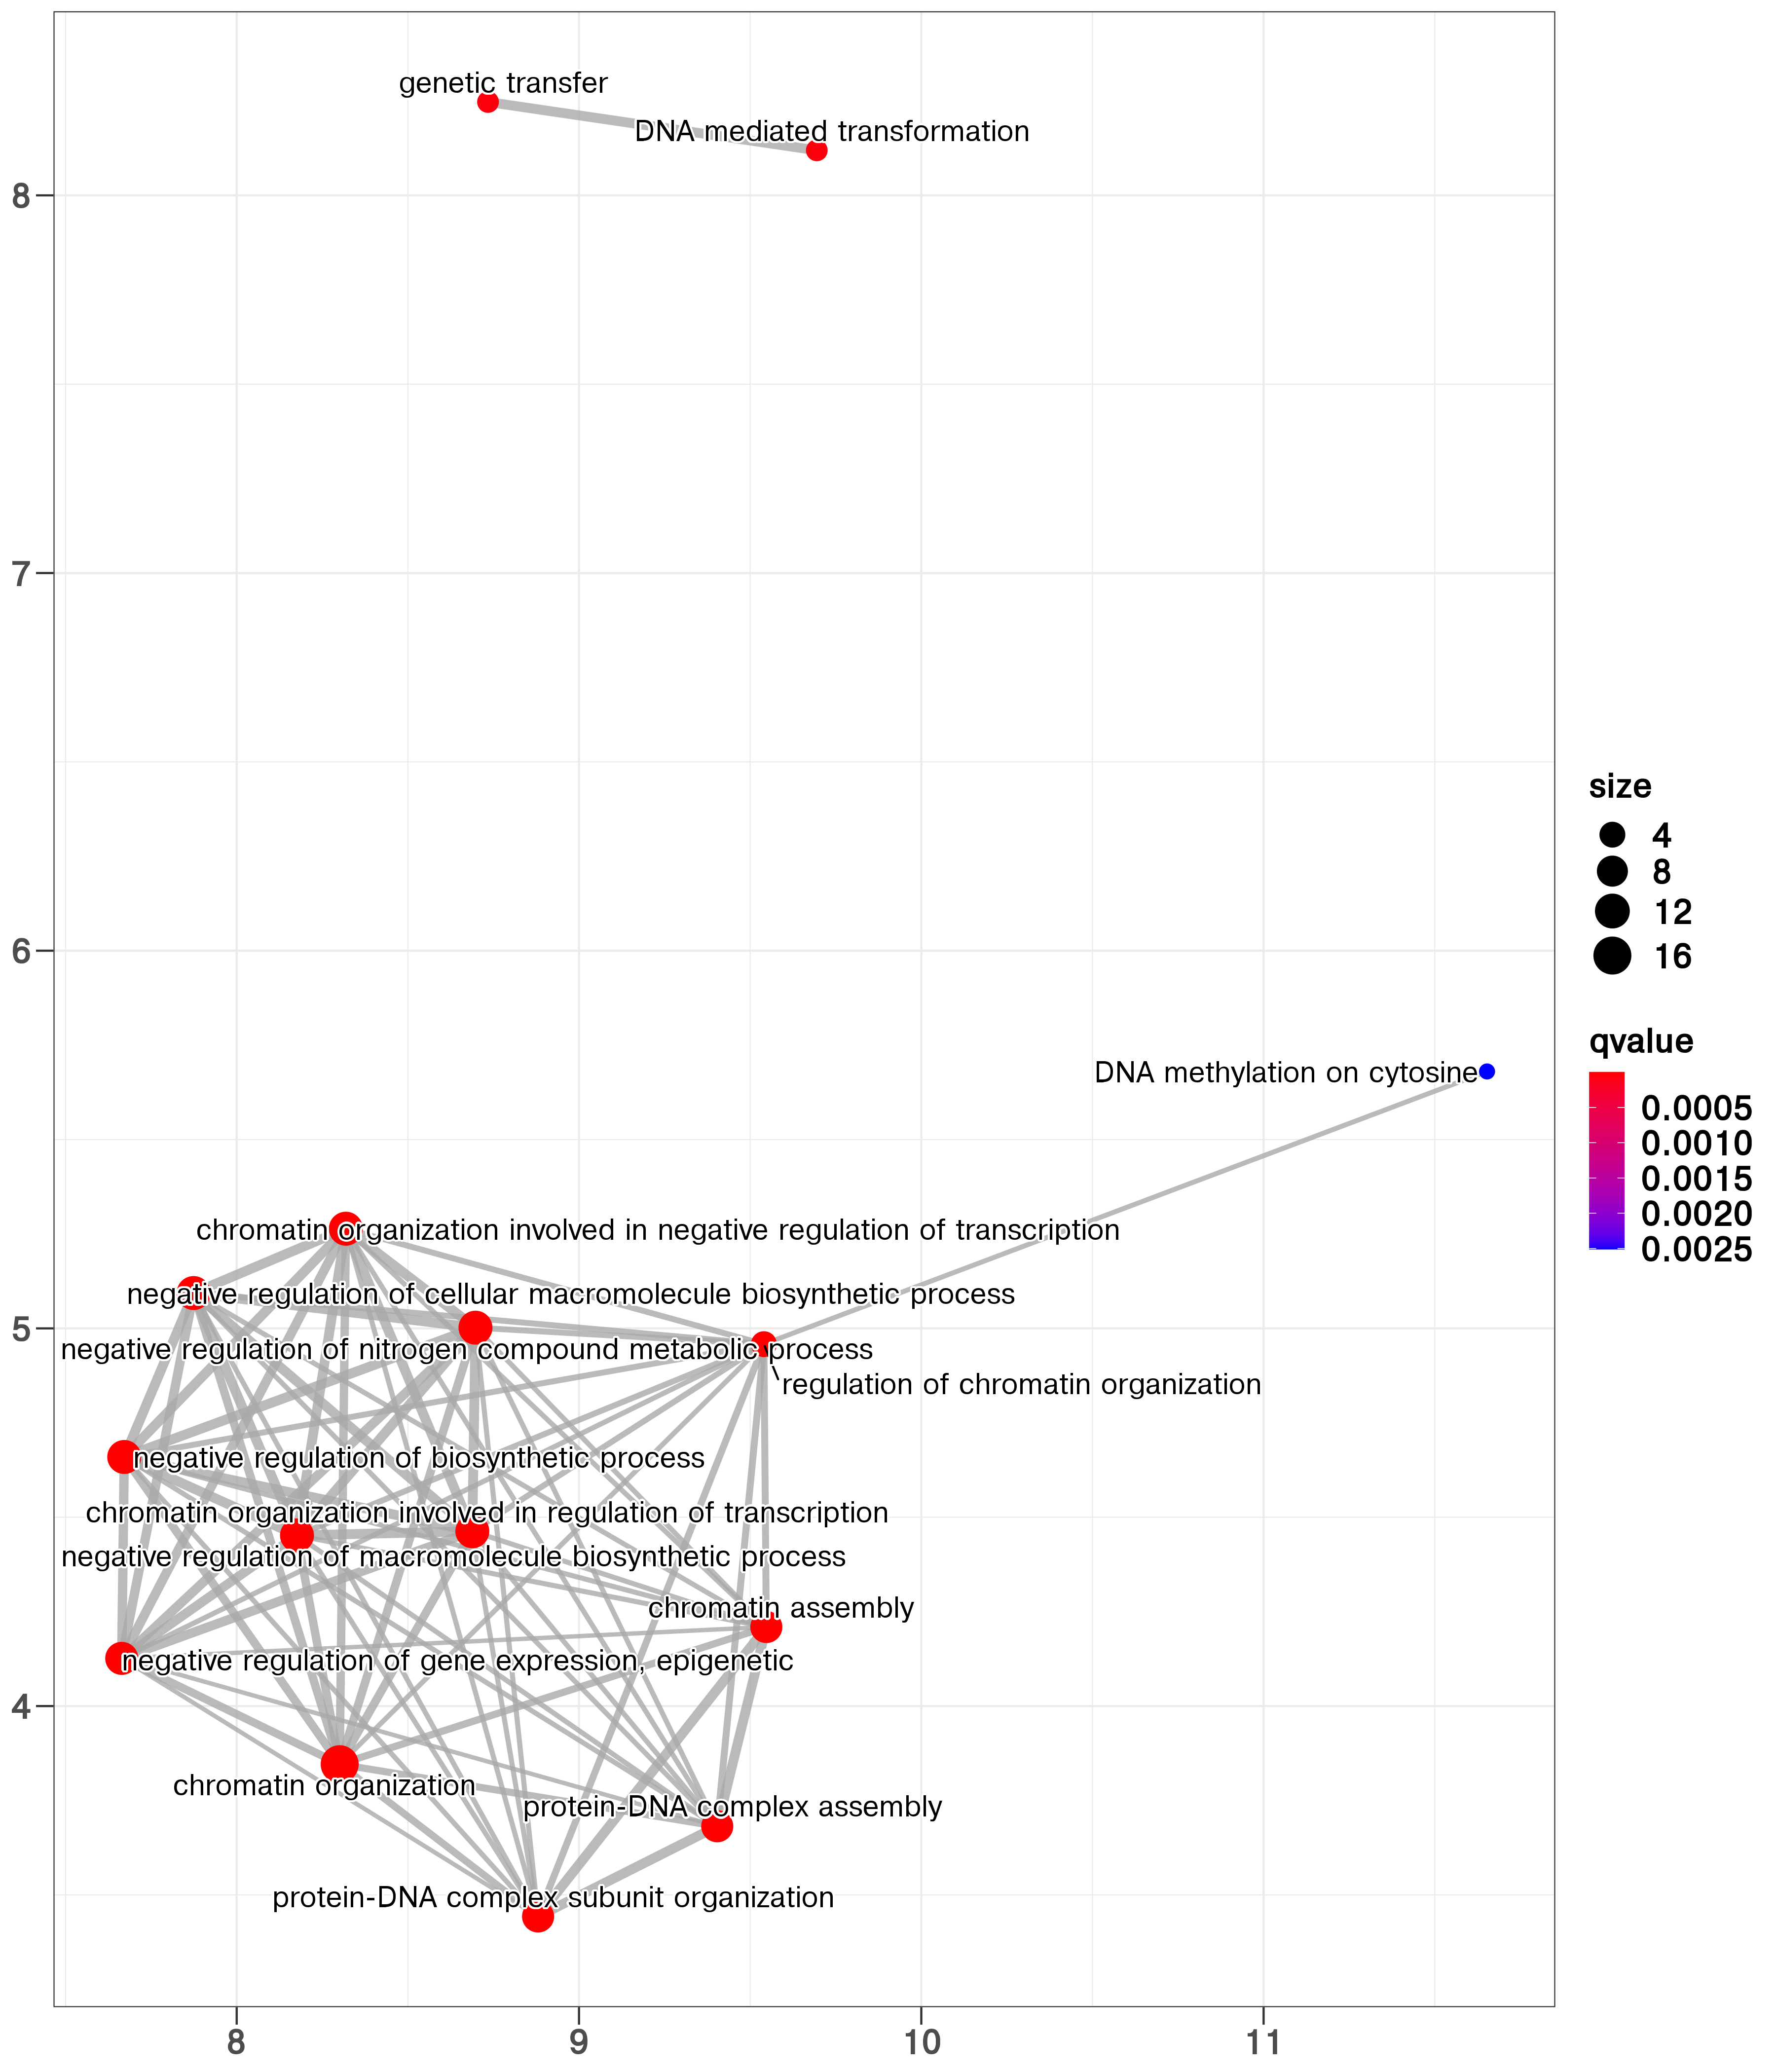 genetic transfer
DNA mediated transformation
8
7
6
5
4
DNA methylation on cytosine
chromatin organization involved in negative regulation of transcription
negative regulation of cellular macromolecule biosynthetic process
negative regulation of nitrogen compound metabolic process
regulation of chromatin organization
negative regulation of biosynthetic process
chromatin organization involved in regulation of transcription
negative regulation of macromolecule biosynthetic process
chromatin assembly
negative regulation of gene expression, epigenetic
chromatin organization
protein-DNA complex assembly
protein-DNA complex subunit organization
8
9
10
11
size
4
8
12
16
qvalue
0.0005
0.0010
0.0015
0.0020
0.0025